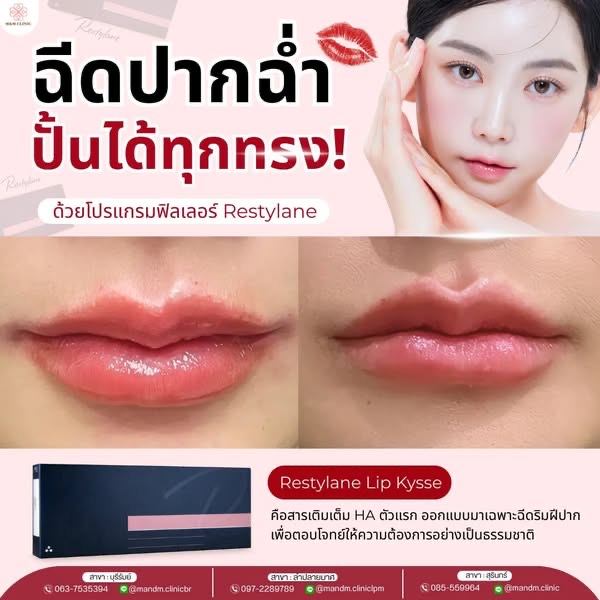 M&M CLINIC
Restylane
ฉีดปากฉ่ำ
ปั้นได้ทุกทรง!
Restylane
ด้วยโปรแกรมฟิลเลอร์ Restylane
Restylane Lip Kysse
คือสารเติมเต็ม HA ตัวแรก ออกแบบมาเฉพาะฉีดริมฝีปาก
เพื่อตอบโจทย์ให้ความต้องการอย่างเป็นธรรมชาติ
สาขา : บุรีรัมย์
063-7535394 @mandm.clinicbr
สาขา : ลำปลายมาศ
097-2289789 @mandm.cliniclpm
สาขา : สุรินทร์
085-559964 @mandm.clinic